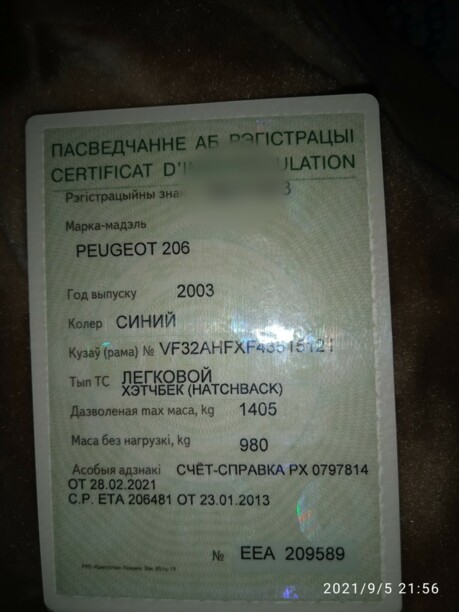 ПАСВЕДЧАННЕ АБ РЭГІСТРАЦЫІ
CERTIFICAT
Рэгістрацыйны
Марка-мадэль
PEUGEOT 206
Год выпуску 2003
Колер СИНИЙ
Кузаў (рама) №
Тып ТС ЛЕГКОВОЙ
ХЭТЧБЕК (HATCHBACK)
Дазволеная max маса, kg 1405
Маса без нагрузкі, kg 980
Асобыя адзнакі СЧЁТ-СПРАВКА РХ 0797814
ОТ 28.02.2021
С.Р. ЕТА 206481 ОТ 23.01.2013
№ ЕЕА 209589
2021/9/5 21:56